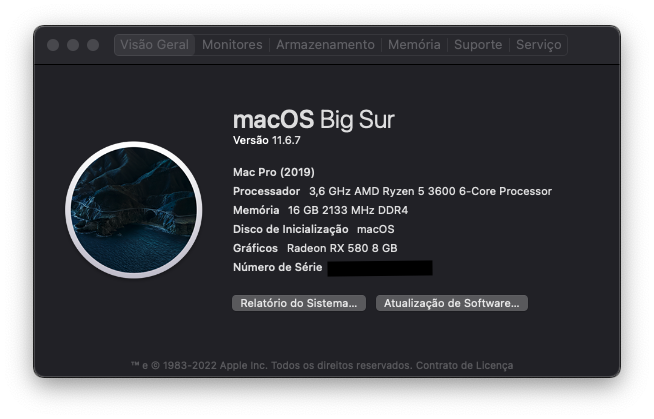 Visão Geral Monitores Armazenamento Memória Suporte Serviço
macOS Big Sur
Versão 11.6.7
Mac Pro (2019)
Processador 3,6 GHz AMD Ryzen 5 3600 6-Core Processor
Memória 16 GB 2133 MHz DDR4
Disco de Inicialização macOS
Gráficos Radeon RX 580 8 GB
Número de Série
Relatório do Sistema... Atualização de Software...
™ e © 1983-2022 Apple Inc. Todos os direitos reservados. Contrato de Licença